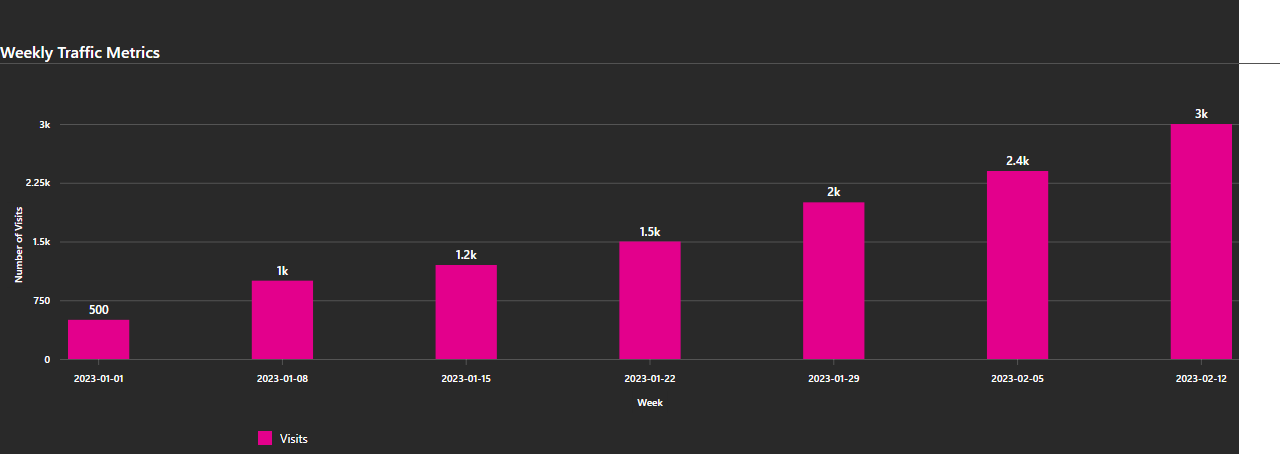 Weekly Traffic Metrics
3k
2.25k
1.5k
750
0
Number of Visits
500
1k
1.2k
1.5k
2k
2.4k
3k
2023-01-01 2023-01-08 2023-01-15 2023-01-22 2023-01-29 2023-02-05 2023-02-12
Week
Visits